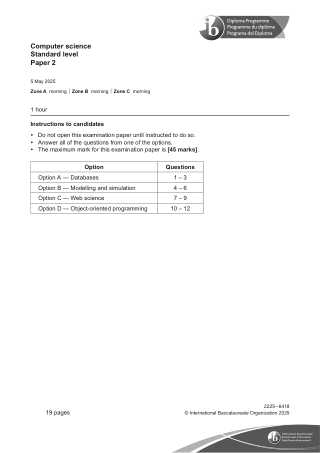 Diploma Programme
Programme du diplôme
Programa del Diploma
Computer science
Standard level
Paper 2
5 May 2025
Zone A morning | Zone B morning | Zone C morning
1 hour
Instructions to candidates
• Do not open this examination paper until instructed to do so.
• Answer all of the questions from one of the options.
• The maximum mark for this examination paper is [45 marks].
Option Questions
Option A — Databases 1 – 3
Option B — Modelling and simulation 4 – 6
Option C — Web science 7 – 9
Option D — Object-oriented programming 10 – 12
2225–6418
19 pages © International Baccalaureate Organization 2025